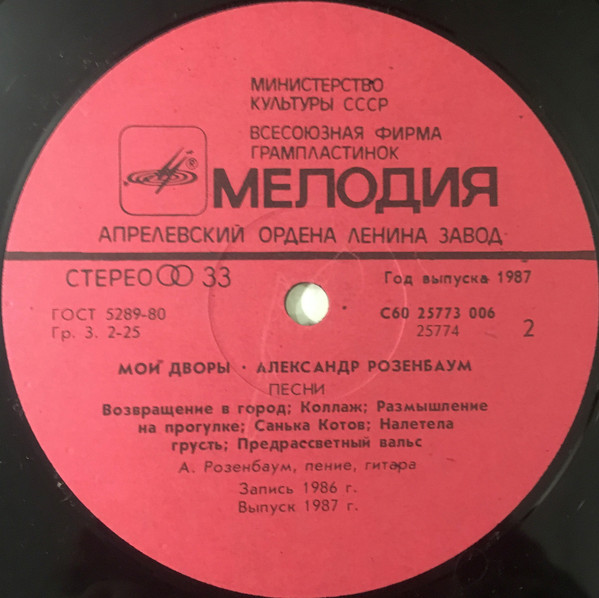 МИНИСТЕРСТВО
КУЛЬТУРЫ СССР
ВСЕСОЮЗНАЯ ФИРМА
ГРАМПЛАСТИНОК
®
МЕЛОДИЯ
АПРЕЛЕВСКИЙ ОРДЕНА ЛЕНИНА ЗАВОД
СТЕРЕО 33
Год выпуска 1987
ГОСТ 5289-80
Гр. 3. 2-25
С60 25773 006
25774
2
МОИ ДВОРЫ · АЛЕКСАНДР РОЗЕНБАУМ
ПЕСНИ
Возвращение в город; Коллаж; Размышление
на прогулке; Санька Котов; Налетела
грусть; Предрассветный вальс
А. Розенбаум, пение, гитара
Запись 1986 г.
Выпуск 1987 г.